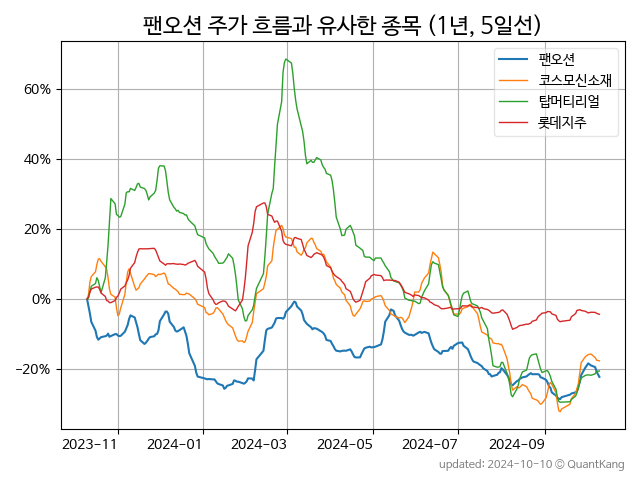 팬오션 주가 흐름과 유사한 종목 (1년, 5일선)
팬오션
코스모신소재
탑머티리얼
롯데지주
60%
40%
20%
0%
−20%
2023−11
2024−01
2024−03
2024−05
2024−07
2024−09
updated: 2024-10-10 © QuantKang